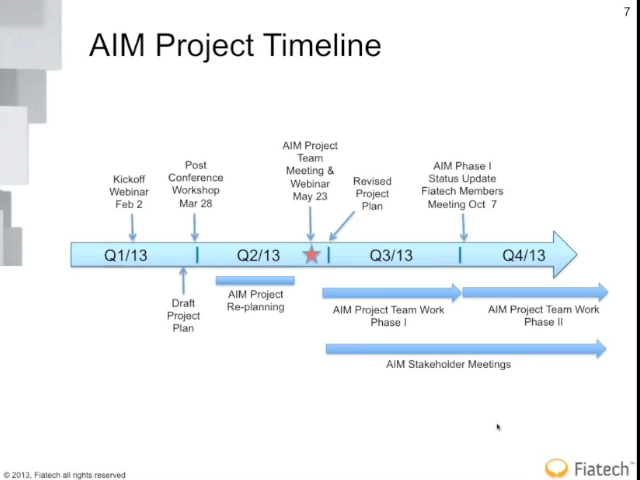 7
AIM Project Timeline
Kickoff
Webinar
Feb 2
Post
Conference
Workshop
Mar 28
AIM Project
Team
Meeting &
Webinar
May 23
Revised
Project
Plan
AIM Phase I
Status Update
Fiatech Members
Meeting Oct 7
Q1/13
Q2/13
Q3/13
Q4/13
Draft
Project
Plan
AIM Project
Re-planning
AIM Project Team Work
Phase I
AIM Project Team Work
Phase II
AIM Stakeholder Meetings
© 2013, Fiatech all rights reserved
Fiatech™